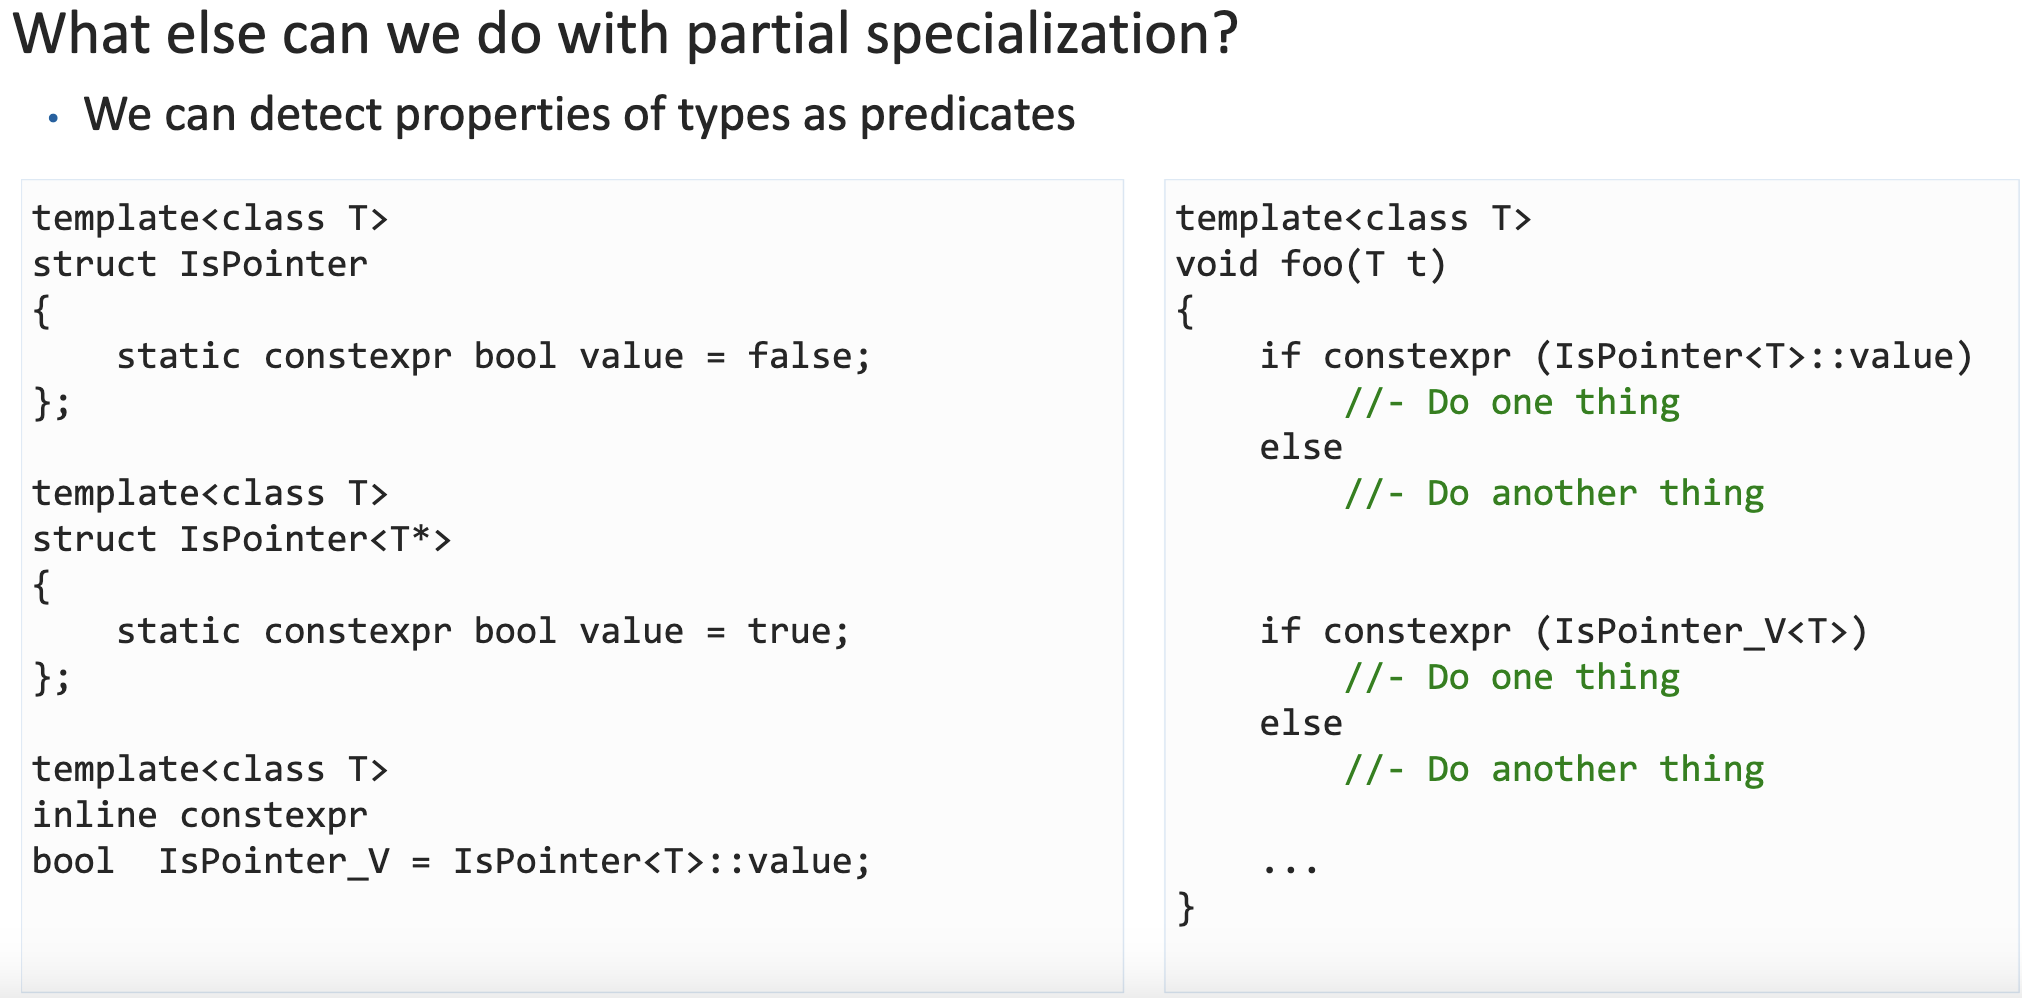 What else can we do with partial specialization?
• We can detect properties of types as predicates
template<class T>
struct IsPointer
{
    static constexpr bool value = false;
};

template<class T>
struct IsPointer<T*>
{
    static constexpr bool value = true;
};

template<class T>
inline constexpr
bool  IsPointer_V = IsPointer<T>::value;
template<class T>
void foo(T t)
{
    if constexpr (IsPointer<T>::value)
        //- Do one thing
    else
        //- Do another thing


    if constexpr (IsPointer_V<T>)
        //- Do one thing
    else
        //- Do another thing

    ...
}